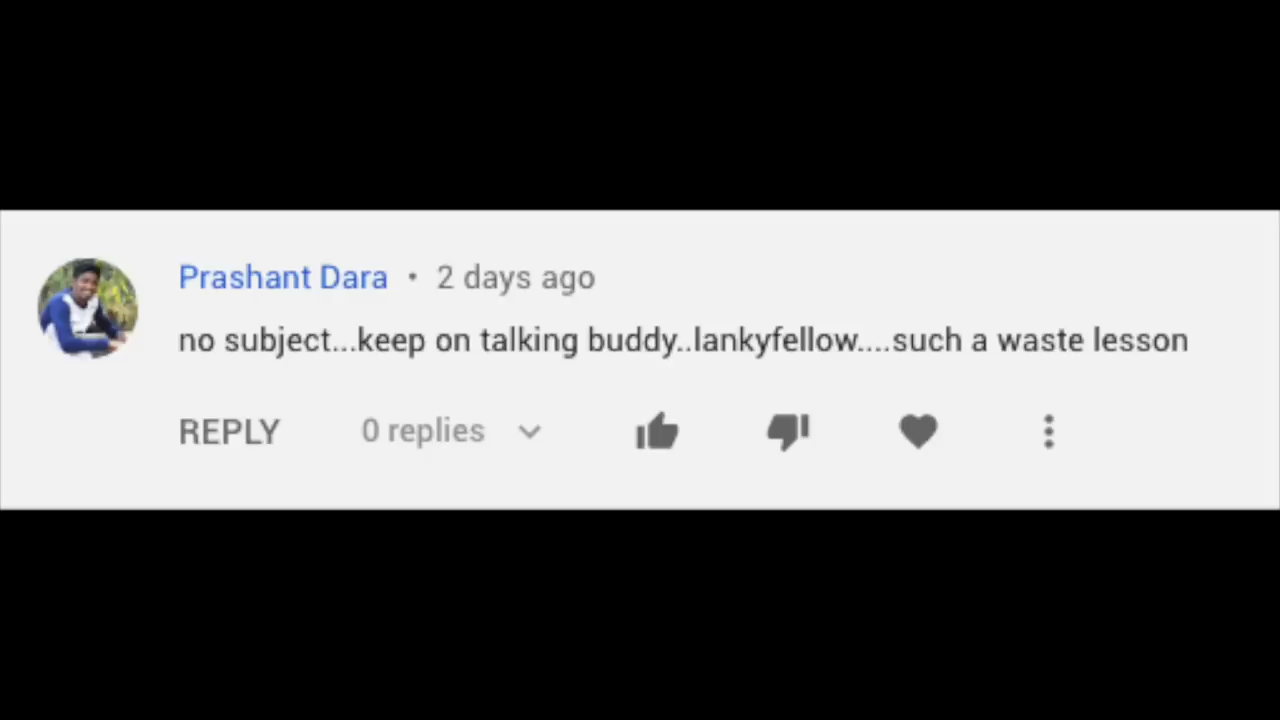 Prashant Dara • 2 days ago
no subject...keep on talking buddy..lankyfellow....such a waste lesson
REPLY 0 replies